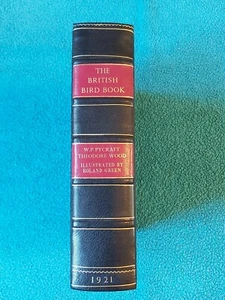 THE
BRITISH
BIRD BOOK
W.P. PYCRAFT
THEODORE WOOD
ILLUSTRATED BY
ROLAND GREEN
1921